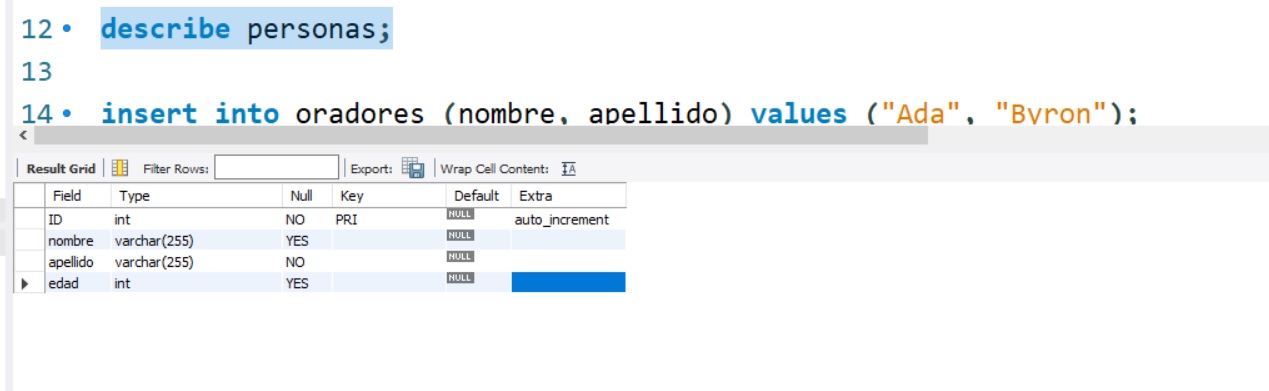 12 describe personas;
13
14 insert into oradores (nombre, apellido) values ("Ada", "Byron");
Result Grid Filter Rows: Export: Wrap Cell Content: IA
Field Type Null Key Default Extra
ID int NO PRI NULL auto_increment
nombre varchar(255) YES NULL
apellido varchar(255) NO NULL
edad int YES NULL